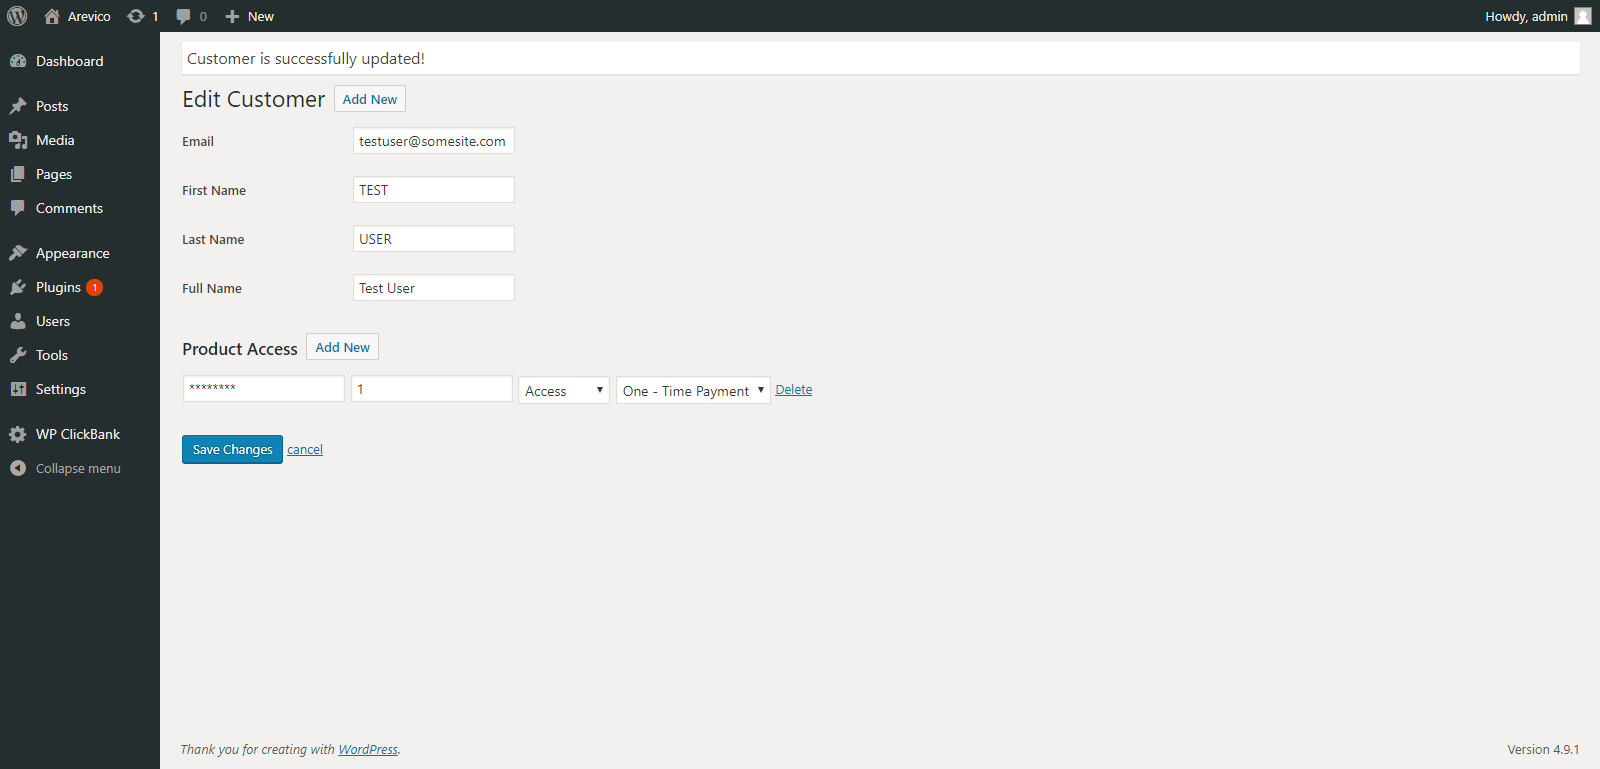 Arevico 1 0 New Howdy, admin
Dashboard
Posts
Media
Pages
Comments
Appearance
Plugins 1
Users
Tools
Settings
WP ClickBank
Collapse menu
Customer is successfully updated!
Edit Customer Add New
Email testuser@somesite.com
First Name TEST
Last Name USER
Full Name Test User
Product Access Add New
******** 1 Access One - Time Payment Delete
Save Changes cancel
Thank you for creating with WordPress. Version 4.9.1